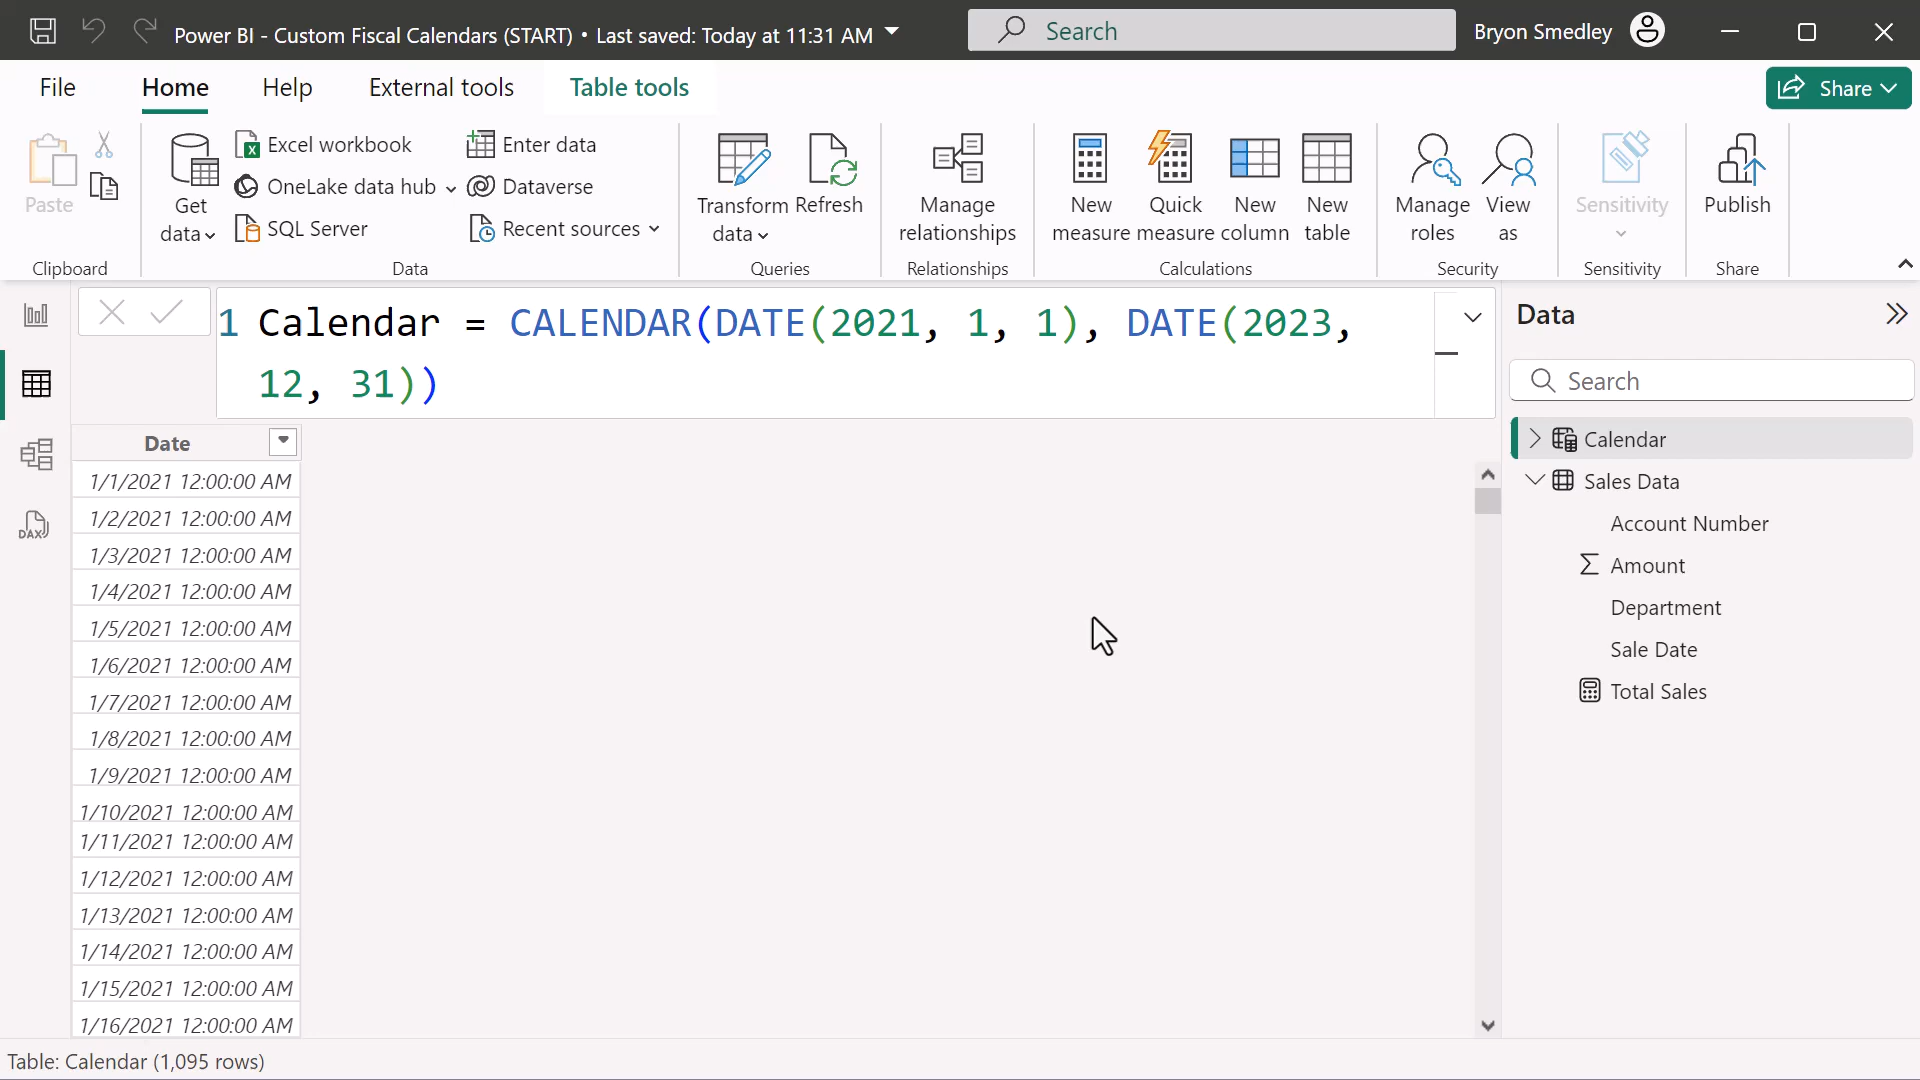 Power BI - Custom Fiscal Calendars (START) • Last saved: Today at 11:31 AM
Search
Bryon Smedley
File
Home
Help
External tools
Table tools
Share
Paste
Clipboard
Get data
Excel workbook
OneLake data hub
SQL Server
Enter data
Dataverse
Recent sources
Data
Transform data
Refresh
Queries
Manage relationships
Relationships
New measure
Quick measure
New column
New table
Calculations
Manage roles
View as
Security
Sensitivity
Sensitivity
Publish
Share
1 Calendar = CALENDAR(DATE(2021, 1, 1), DATE(2023,
12, 31))
DAX
Date
1/1/2021 12:00:00 AM
1/2/2021 12:00:00 AM
1/3/2021 12:00:00 AM
1/4/2021 12:00:00 AM
1/5/2021 12:00:00 AM
1/6/2021 12:00:00 AM
1/7/2021 12:00:00 AM
1/8/2021 12:00:00 AM
1/9/2021 12:00:00 AM
1/10/2021 12:00:00 AM
1/11/2021 12:00:00 AM
1/12/2021 12:00:00 AM
1/13/2021 12:00:00 AM
1/14/2021 12:00:00 AM
1/15/2021 12:00:00 AM
1/16/2021 12:00:00 AM
Data
Search
Calendar
Sales Data
Account Number
Σ Amount
Department
Sale Date
Total Sales
Table: Calendar (1,095 rows)